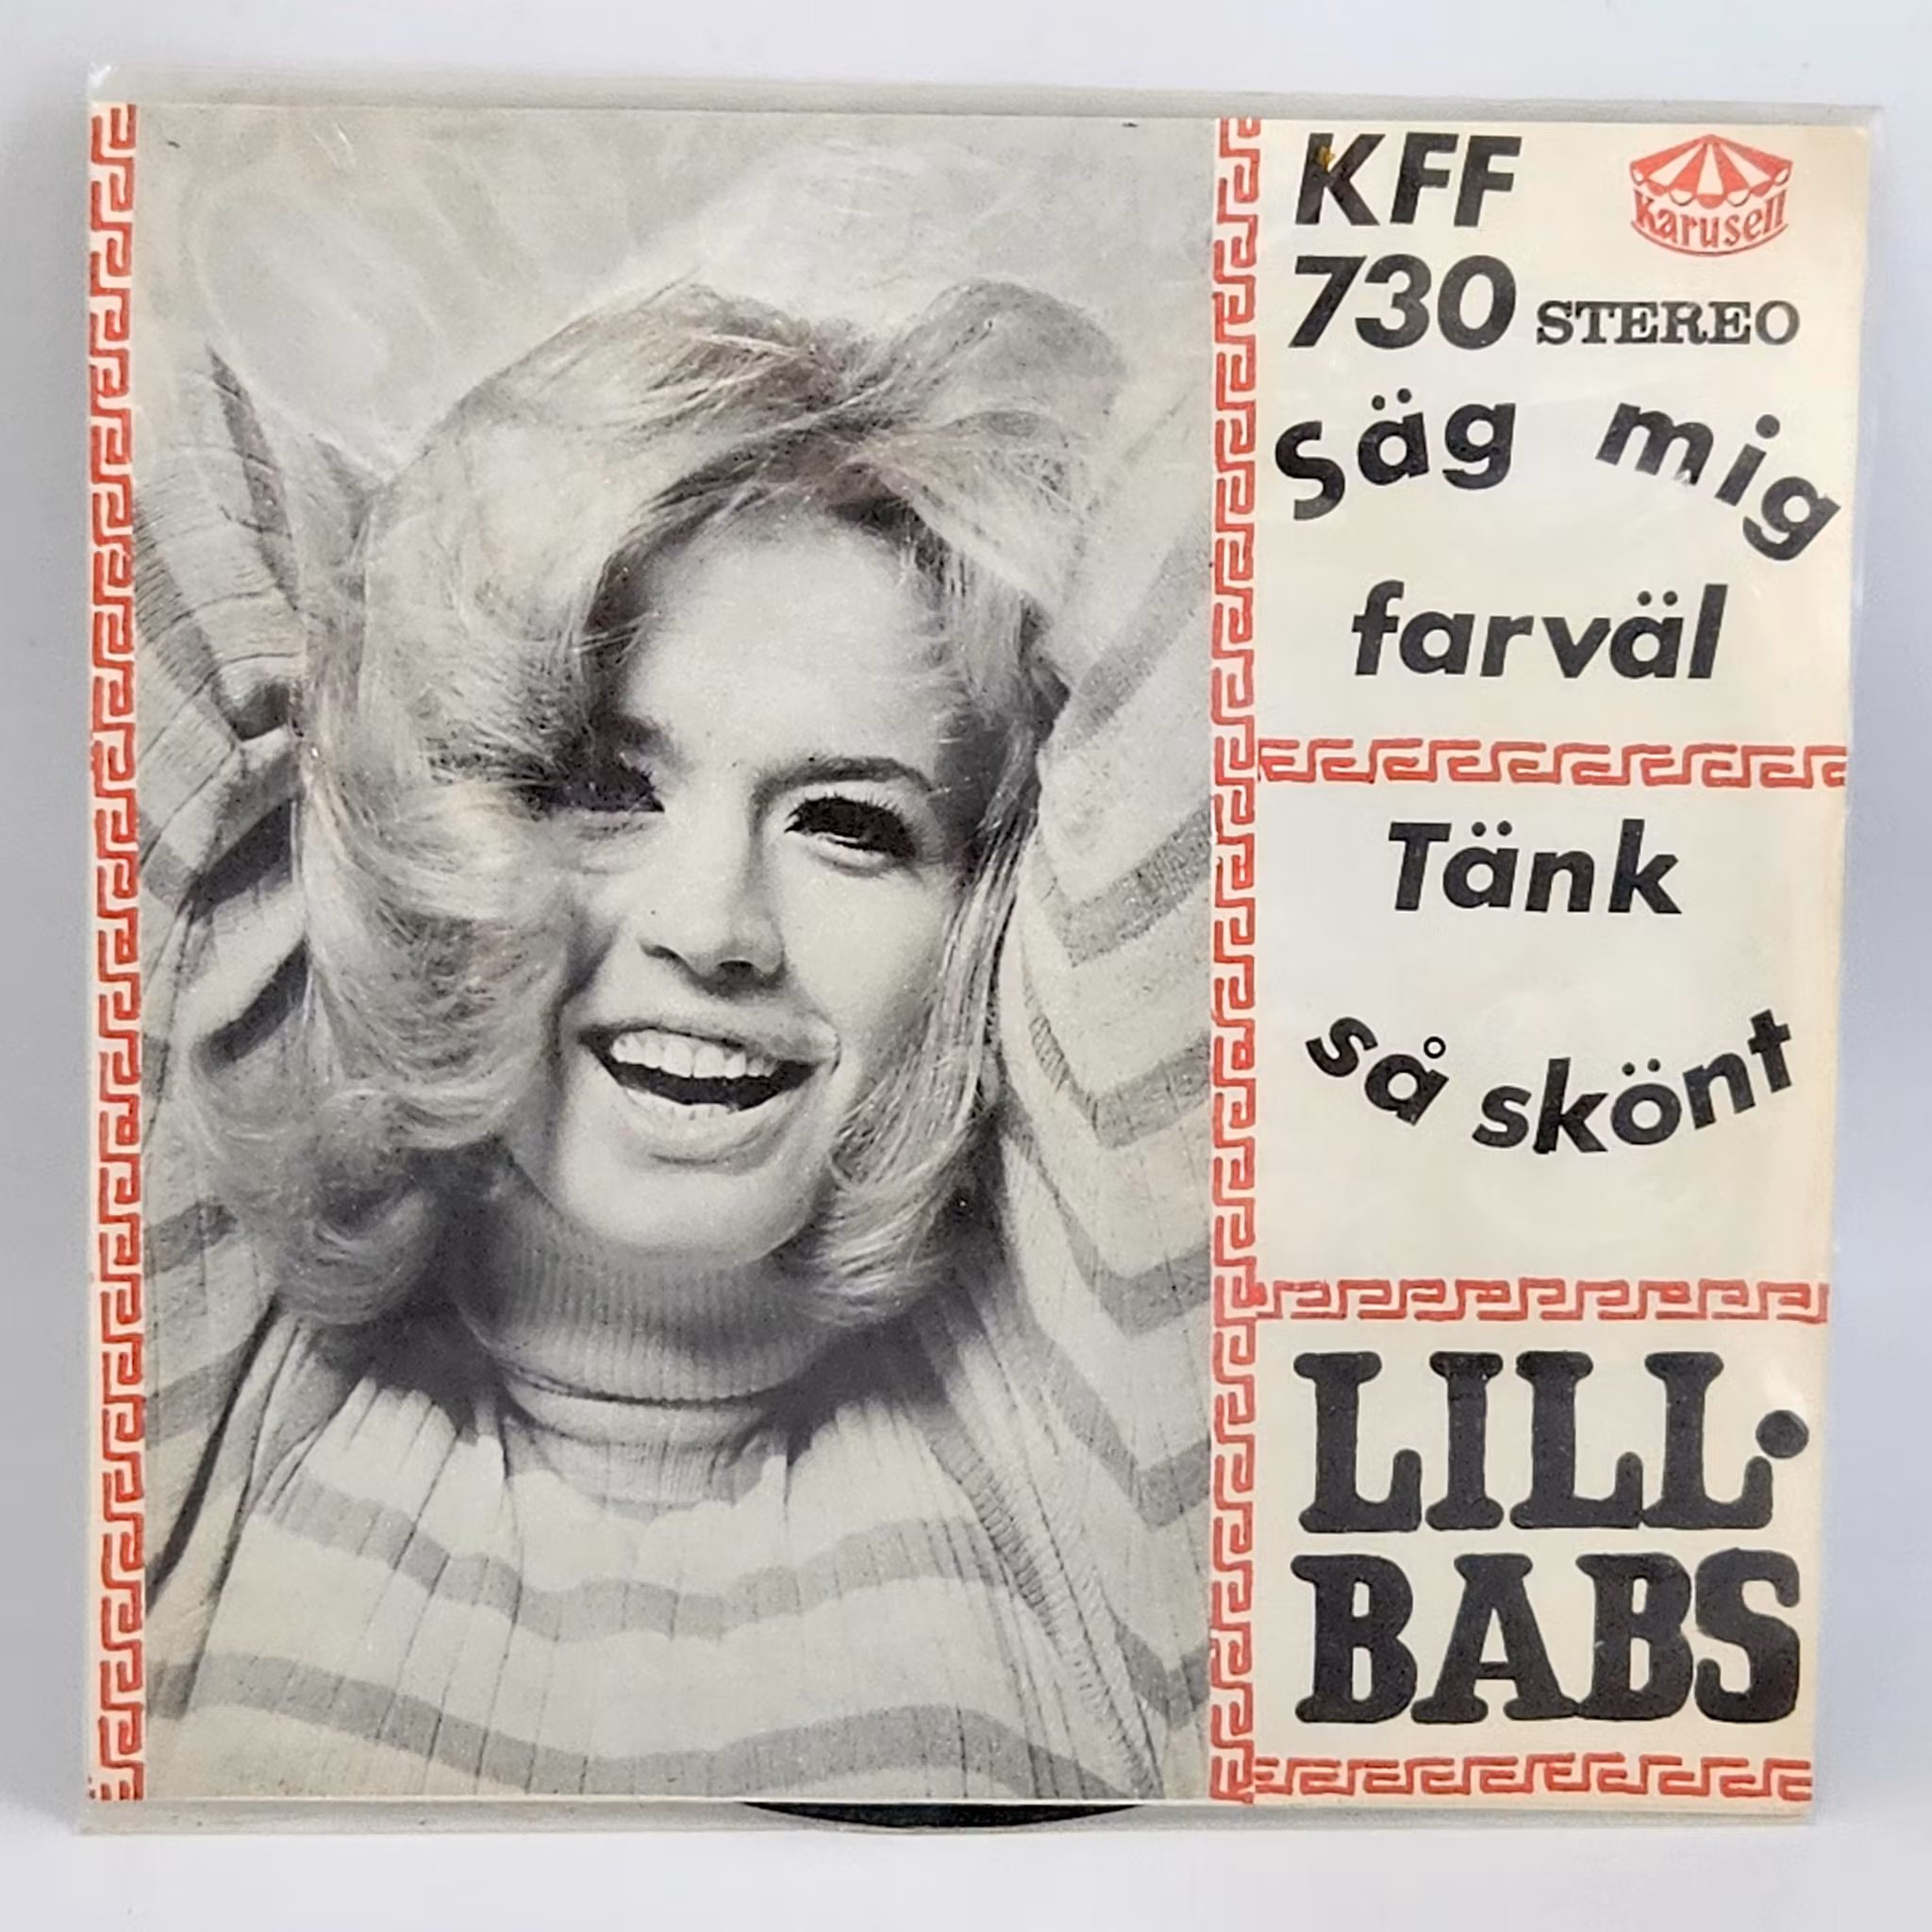 KFF
Karusell
730 STEREO
Säg mig
farväl
Tänk
så skönt
LILL-
BABS